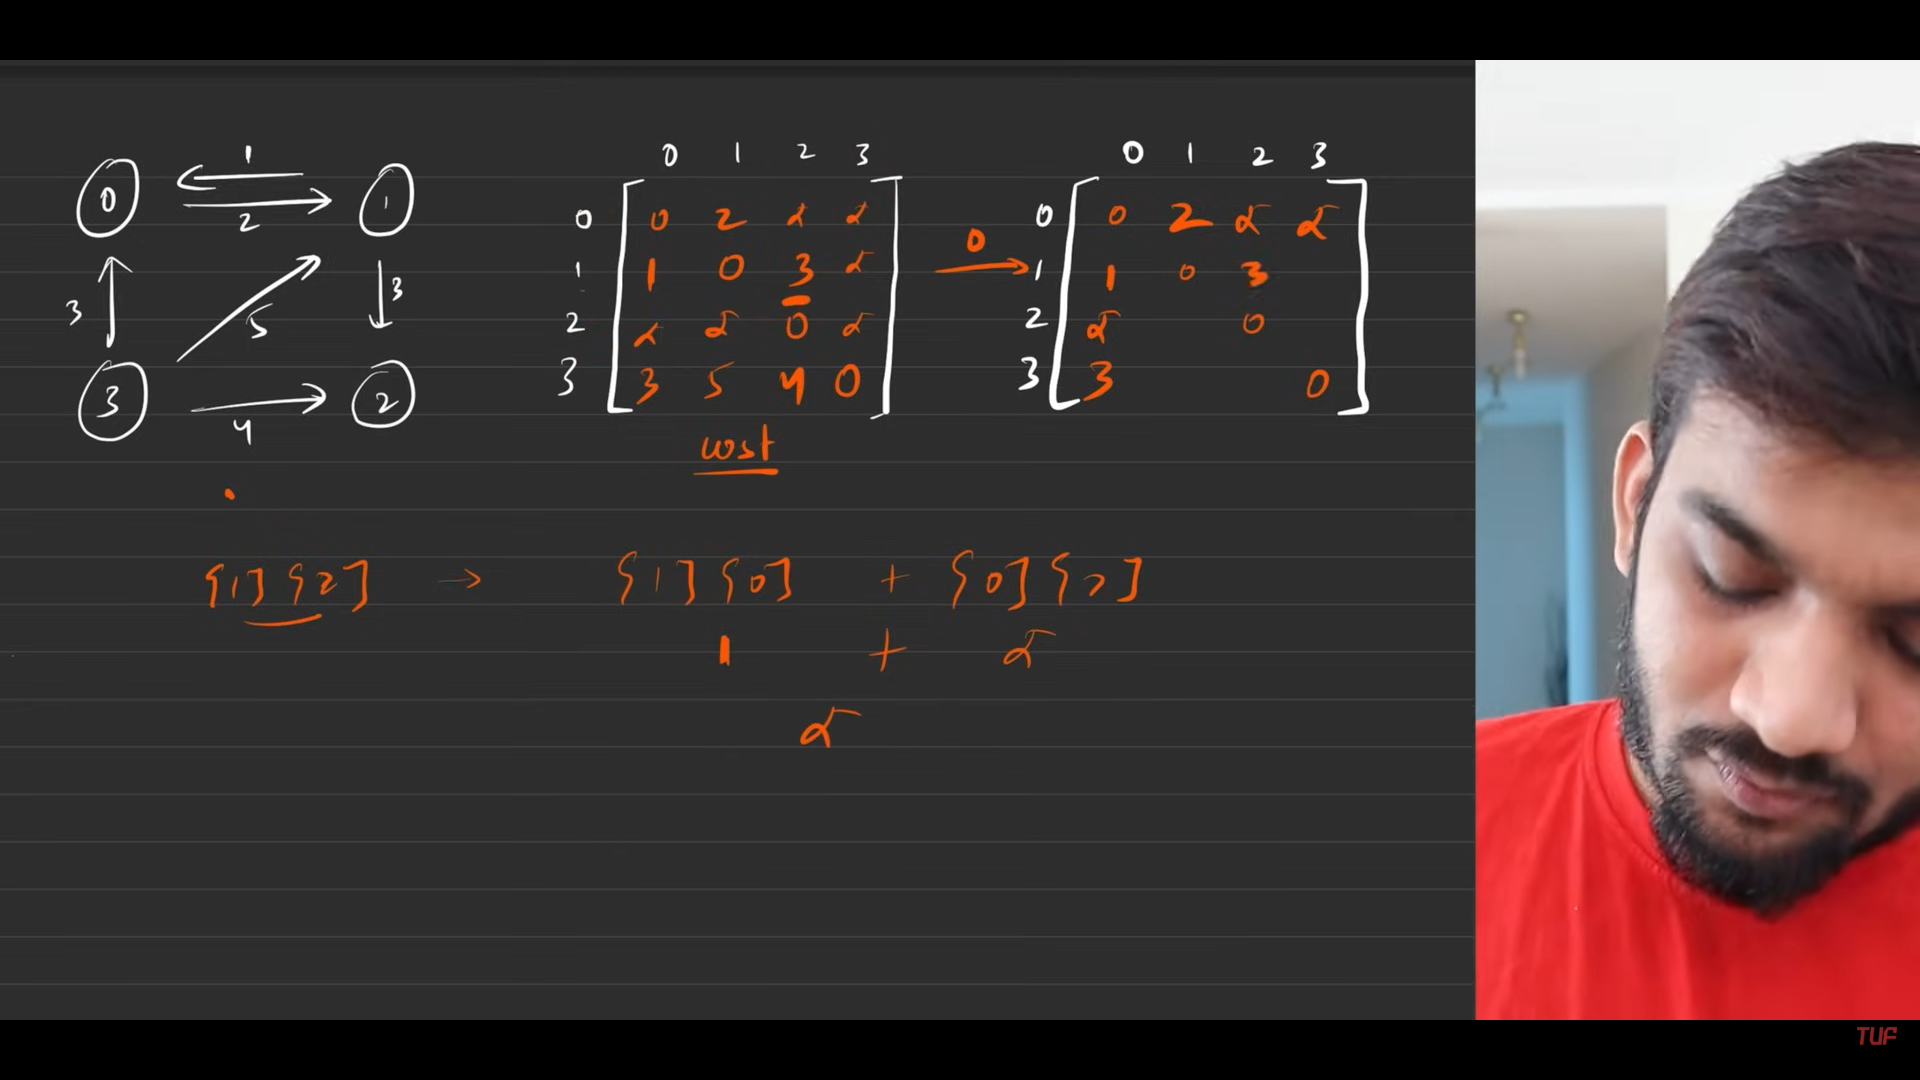 0 1 2 3 0 1 2 3
1
0 1 0 0 2 α α 0 0 0 2 α α
2
3 5 3 1 1 0 3 α 1 1 0 3
2 α α 0 α 2 α 0
3 2 3 3 5 4 0 3 3 0
4
cost
[1][2] → [1][0] + [0][2]
1 + α
α
TUF